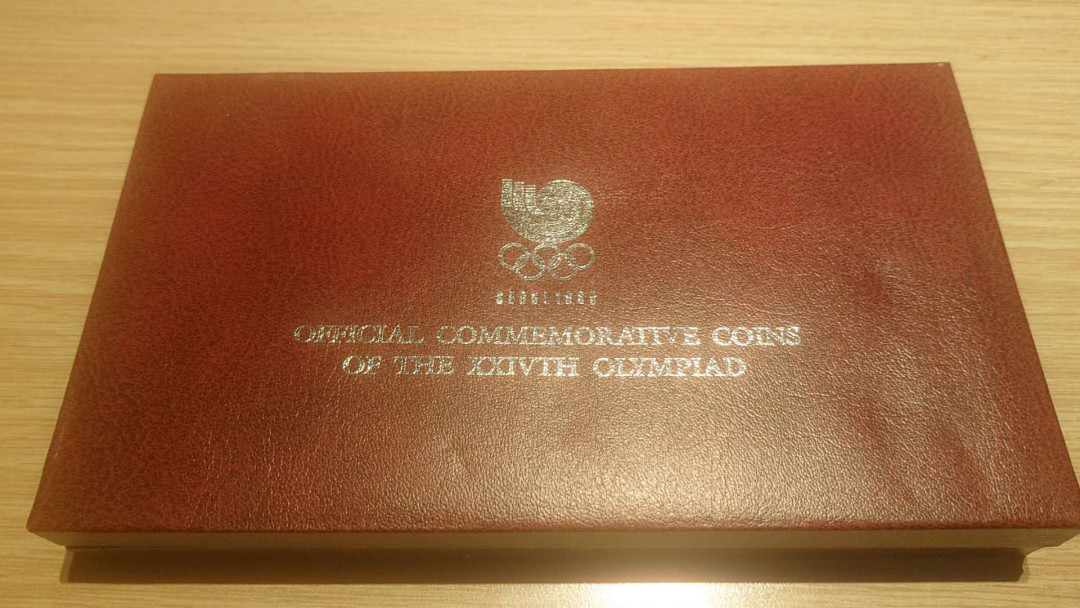 SEOUL 1988
OFFICIAL COMMEMORATIVE COINS
OF THE XXIVTH OLYMPIAD